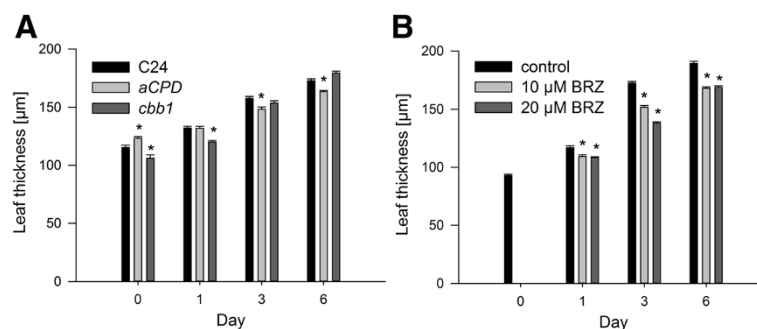 A
B
Leaf thickness [µm]
200
150
100
50
0
C24
aCPD
cbb1
*
*
*
*
*
0
1
3
6
Day
Leaf thickness [µm]
200
150
100
50
0
control
10 µM BRZ
20 µM BRZ
* *
*
*
* *
0
1
3
6
Day